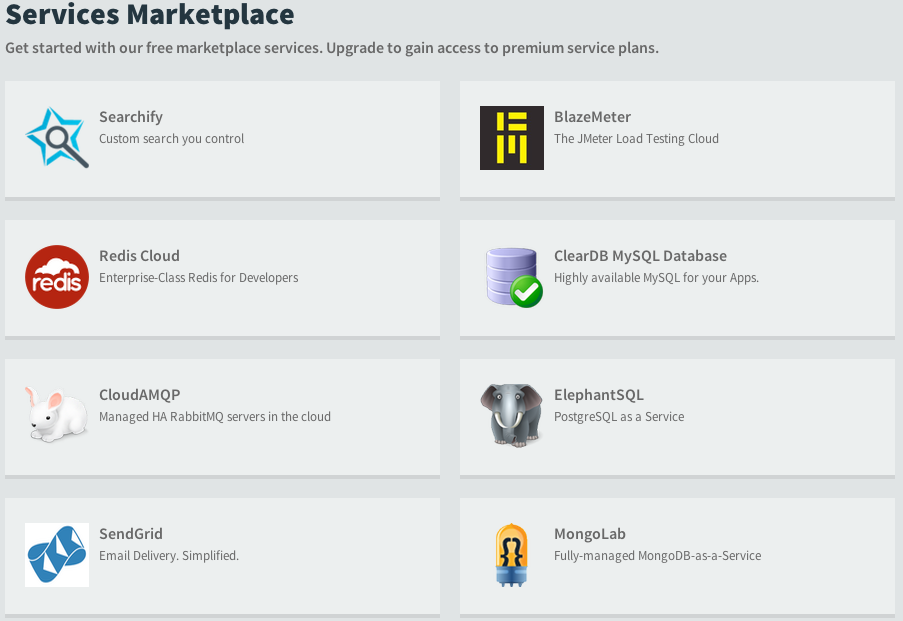 Services Marketplace
Get started with our free marketplace services. Upgrade to gain access to premium service plans.
Searchify
Custom search you control
BlazeMeter
The JMeter Load Testing Cloud
redis
Redis Cloud
Enterprise-Class Redis for Developers
ClearDB MySQL Database
Highly available MySQL for your Apps.
CloudAMQP
Managed HA RabbitMQ servers in the cloud
ElephantSQL
PostgreSQL as a Service
SendGrid
Email Delivery. Simplified.
MongoLab
Fully-managed MongoDB-as-a-Service